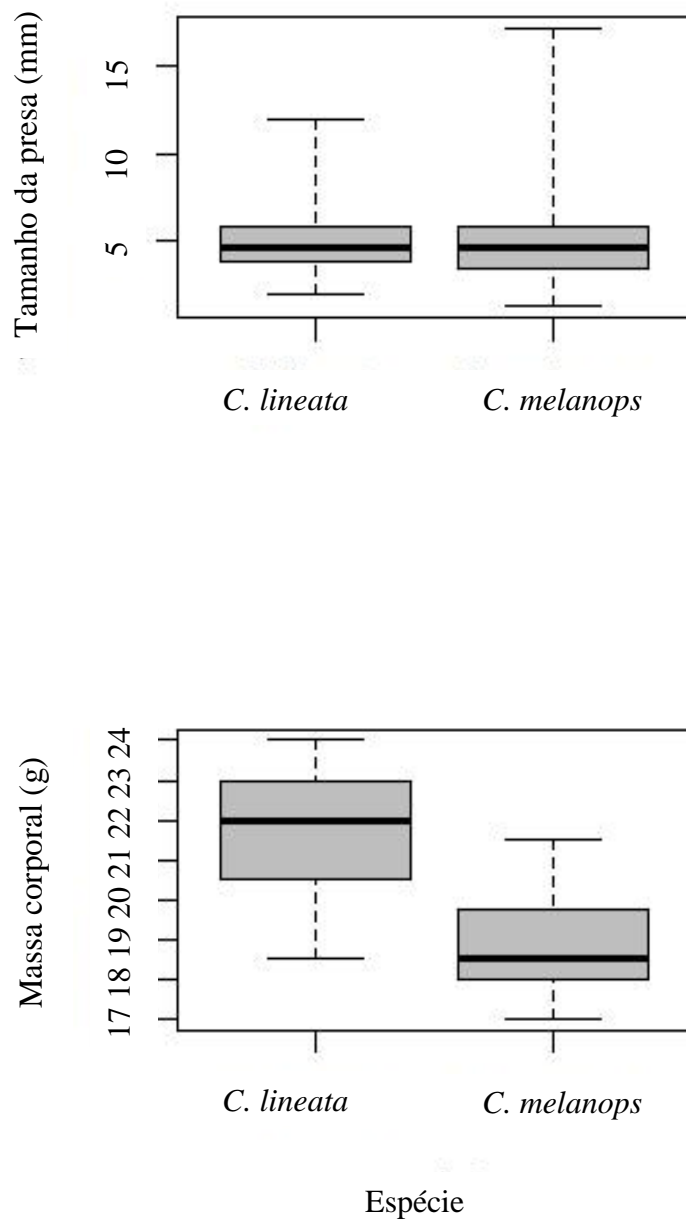 Tamanho da presa (mm)
15
10
5
C. lineata
C. melanops
Massa corporal (g)
24
23
22
21
20
19
18
17
C. lineata
C. melanops
Espécie